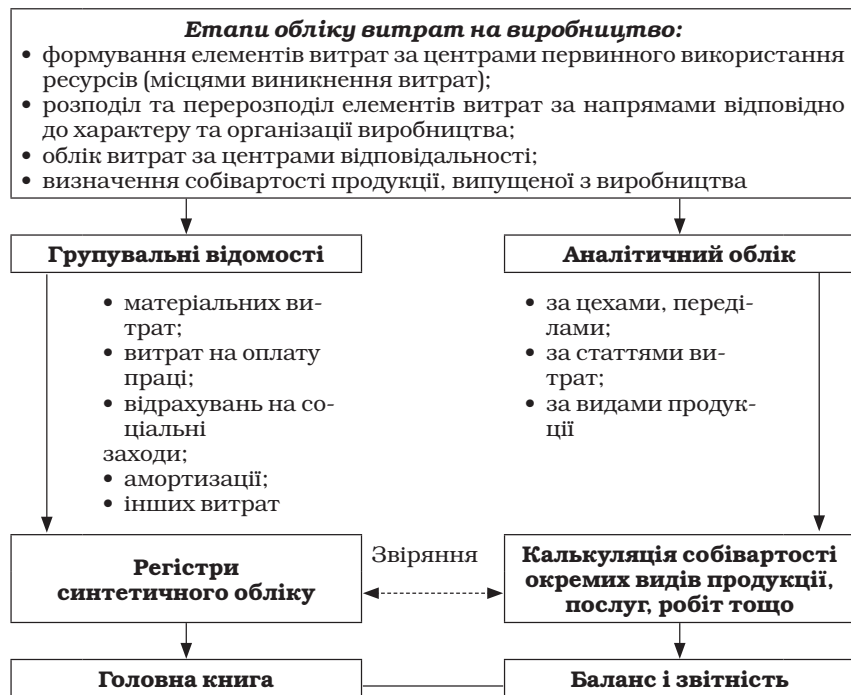 Етапи обліку витрат на виробництво:
• формування елементів витрат за центрами первинного використання
ресурсів (місцями виникнення витрат);
• розподіл та перерозподіл елементів витрат за напрямами відповідно
до характеру та організації виробництва;
• облік витрат за центрами відповідальності;
• визначення собівартості продукції, випущеної з виробництва
Групувальні відомості
Аналітичний облік
• матеріальних ви-
трат;
• витрат на оплату
праці;
• відрахувань на со-
ціальні
заходи;
• амортизації;
• інших витрат
• за цехами, переді-
лами;
• за статтями ви-
трат;
• за видами продук-
ції
Регістри
синтетичного обліку
Звіряння
Калькуляція собівартості
окремих видів продукції,
послуг, робіт тощо
Головна книга
Баланс і звітність